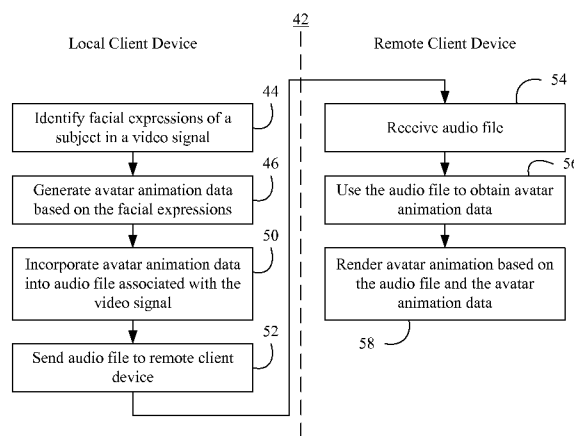 42
Local Client Device
Remote Client Device
44
Identify facial expressions of a
subject in a video signal
46
Generate avatar animation data
based on the facial expressions
50
Incorporate avatar animation data
into audio file associated with the
video signal
52
Send audio file to remote client
device
54
Receive audio file
56
Use the audio file to obtain avatar
animation data
Render avatar animation based on
the audio file and the avatar
animation data
58